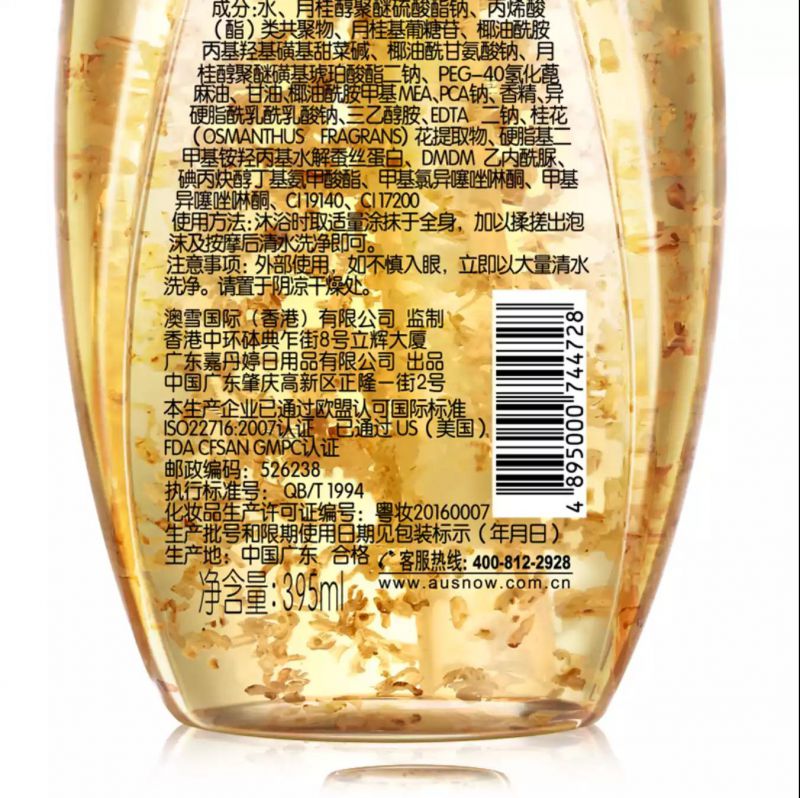 成分:水、月桂醇聚醚硫酸酯钠、丙烯酸
(酯)类共聚物、月桂基葡糖苷、椰油酰胺
丙基羟基磺基甜菜碱、椰油酰甘氨酸钠、月
桂醇聚醚磺基琥珀酸酯二钠、PEG-40氢化蓖
麻油、甘油、椰油酰胺甲基MEA、PCA钠、香精、异
硬脂酰乳酰乳酸钠、三乙醇胺、EDTA 二钠、桂花
(OSMANTHUS FRAGRANS)花提取物、硬脂基二
甲基铵羟丙基水解蚕丝蛋白、DMDM 乙内酰脲、
碘丙炔醇丁基氨甲酸酯、甲基氯异噻唑啉酮、甲基
异噻唑啉酮、CI 19140、CI 17200
使用方法:沐浴时取适量涂抹于全身，加以揉搓出泡
沫及按摩后清水洗净即可。
注意事项:外部使用，如不慎入眼，立即以大量清水
洗净。请置于阴凉干燥处。
澳雪国际（香港）有限公司 监制
香港中环砵典乍街8号立辉大厦
广东嘉丹婷日用品有限公司 出品
中国广东肇庆高新区正隆一街2号
本生产企业已通过欧盟认可国际标准
ISO22716:2007认证 已通过 US（美国）
FDA CFSAN GMPC认证
邮政编码：526238
执行标准号： QB/T 1994
化妆品生产许可证编号：粤妆20160007
生产批号和限期使用日期见包装标示（年月日）
生产地：中国广东 合格
客服热线: 400-812-2928
www.ausnow.com.cn
净含量:395ml
4 895000 744728